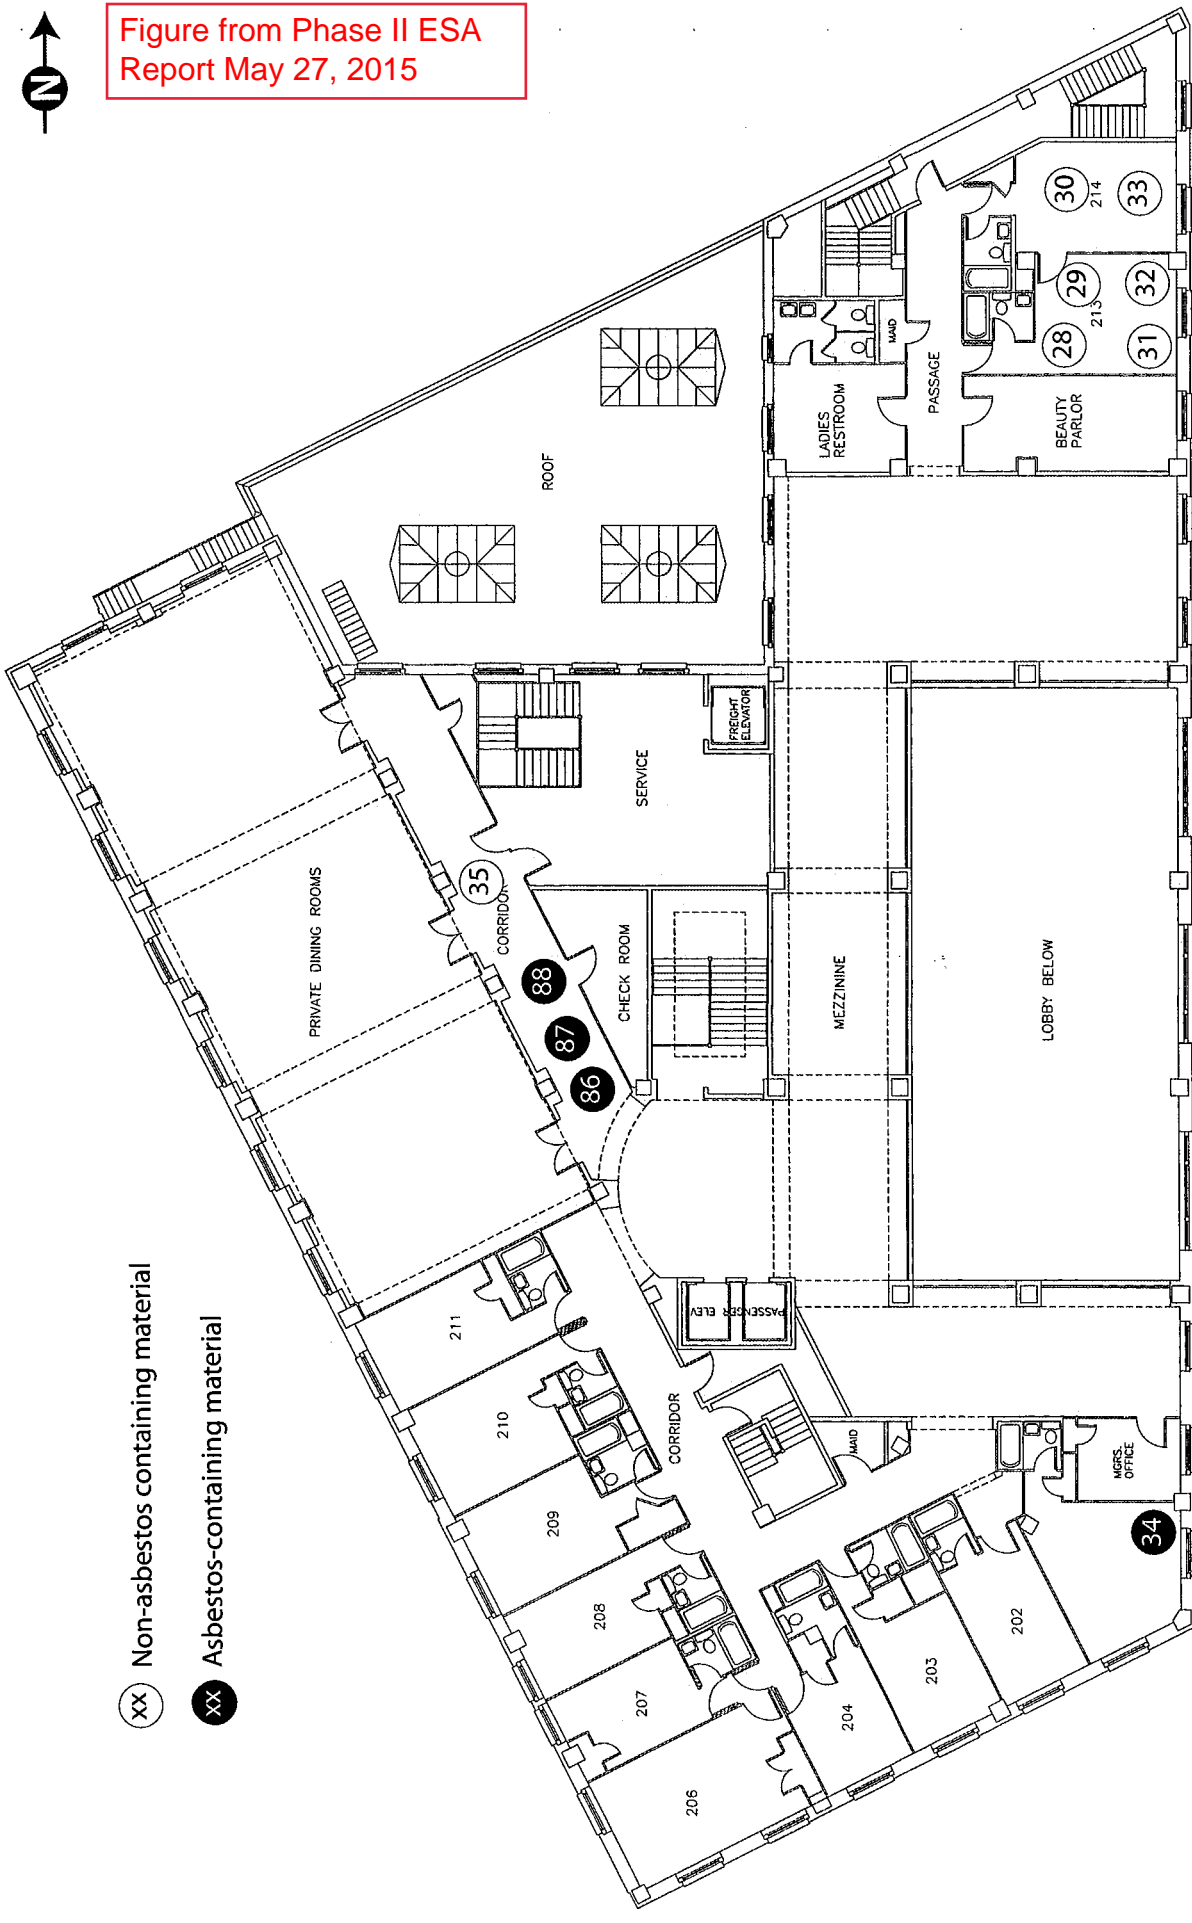 N
Figure from Phase II ESA
Report May 27, 2015
XX Non-asbestos containing material
XX Asbestos-containing material
PRIVATE DINING ROOMS
ROOF
CORRIDOR
35
88
87
86
CHECK ROOM
SERVICE
FREIGHT
ELEVATOR
MEZZININE
LOBBY BELOW
LADIES
RESTROOM
MAID
PASSAGE
BEAUTY
PARLOR
28
29
213
31
32
30
214
33
PASSENGER ELEV
CORRIDOR
MAID
MGRS.
OFFICE
34
211
210
209
208
207
206
204
203
202